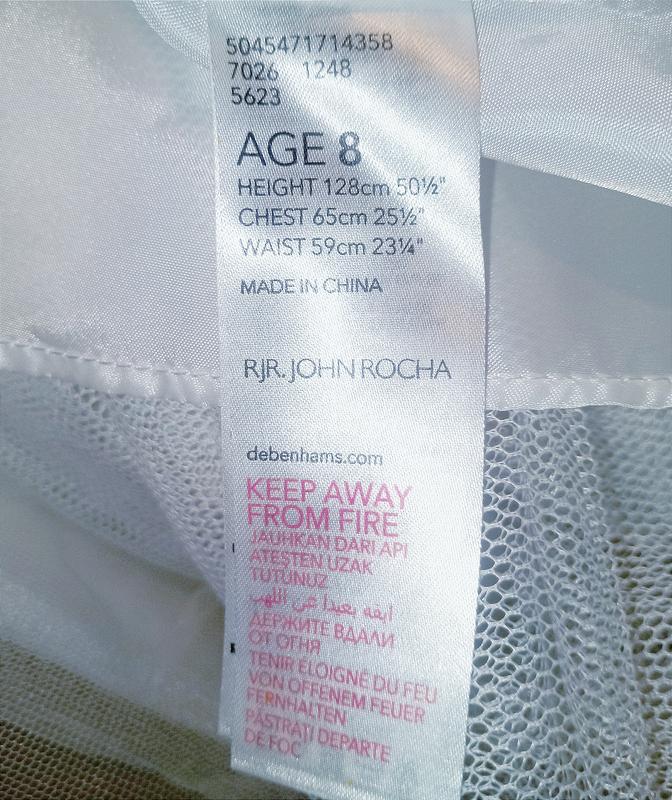 5045471714358
7026 1248
5623
AGE 8
HEIGHT 128cm 50½"
CHEST 65cm 25½"
WAIST 59cm 23¼"
MADE IN CHINA
RJR.JOHN ROCHA
debenhams.com
KEEP AWAY
FROM FIRE
JAUHKAN DARI API
ATEŞTEN UZAK
TUTUNUZ
ابقه بعيدا عن اللهب
ДЕРЖИТЕ ВДАЛИ
ОТ ОГНЯ
TENIR ÉLOIGNÉ DU FEU
VON OFFENEM FEUER
FERNHALTEN
PĂSTRAȚI DEPARTE
DE FOC